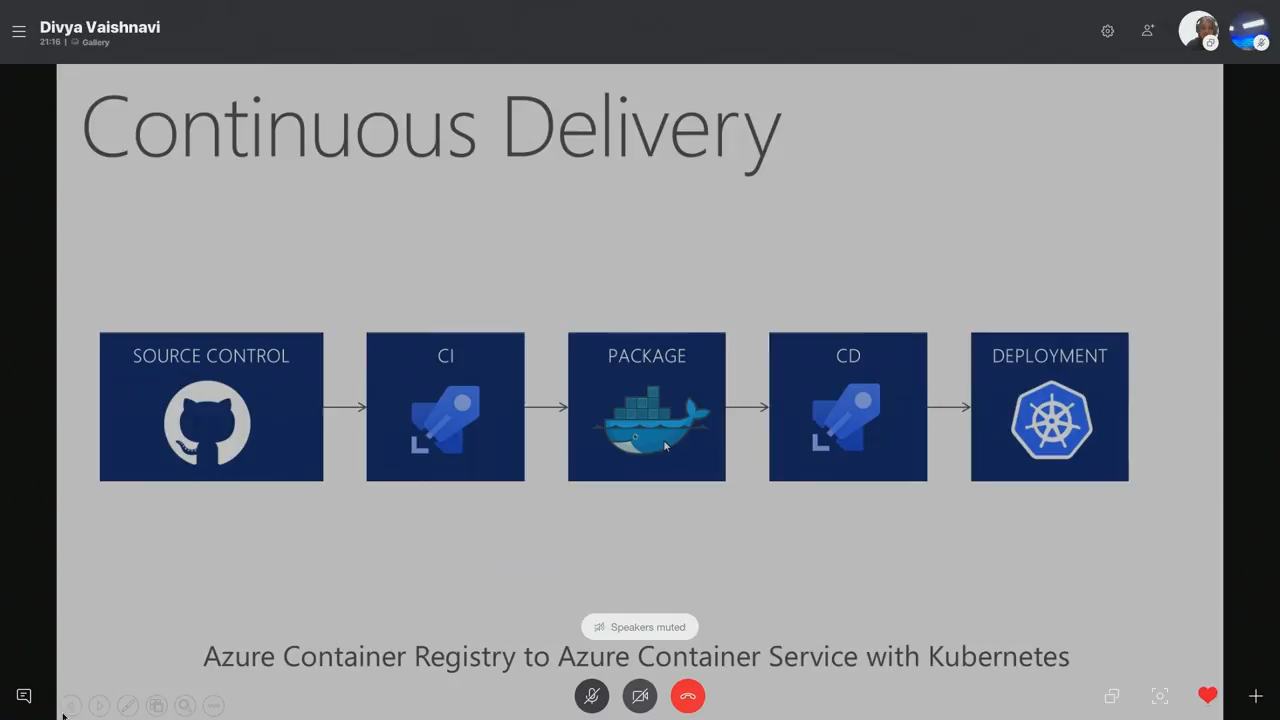 Divya Vaishnavi
21:16 | Gallery
Continuous Delivery
SOURCE CONTROL
CI
PACKAGE
CD
DEPLOYMENT
Speakers muted
Azure Container Registry to Azure Container Service with Kubernetes